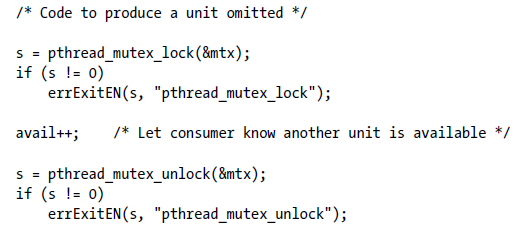 /* Code to produce a unit omitted */
s = pthread_mutex_lock(&mtx);
if (s != 0)
    errExitEN(s, "pthread_mutex_lock");
avail++;    /* Let consumer know another unit is available */
s = pthread_mutex_unlock(&mtx);
if (s != 0)
    errExitEN(s, "pthread_mutex_unlock");